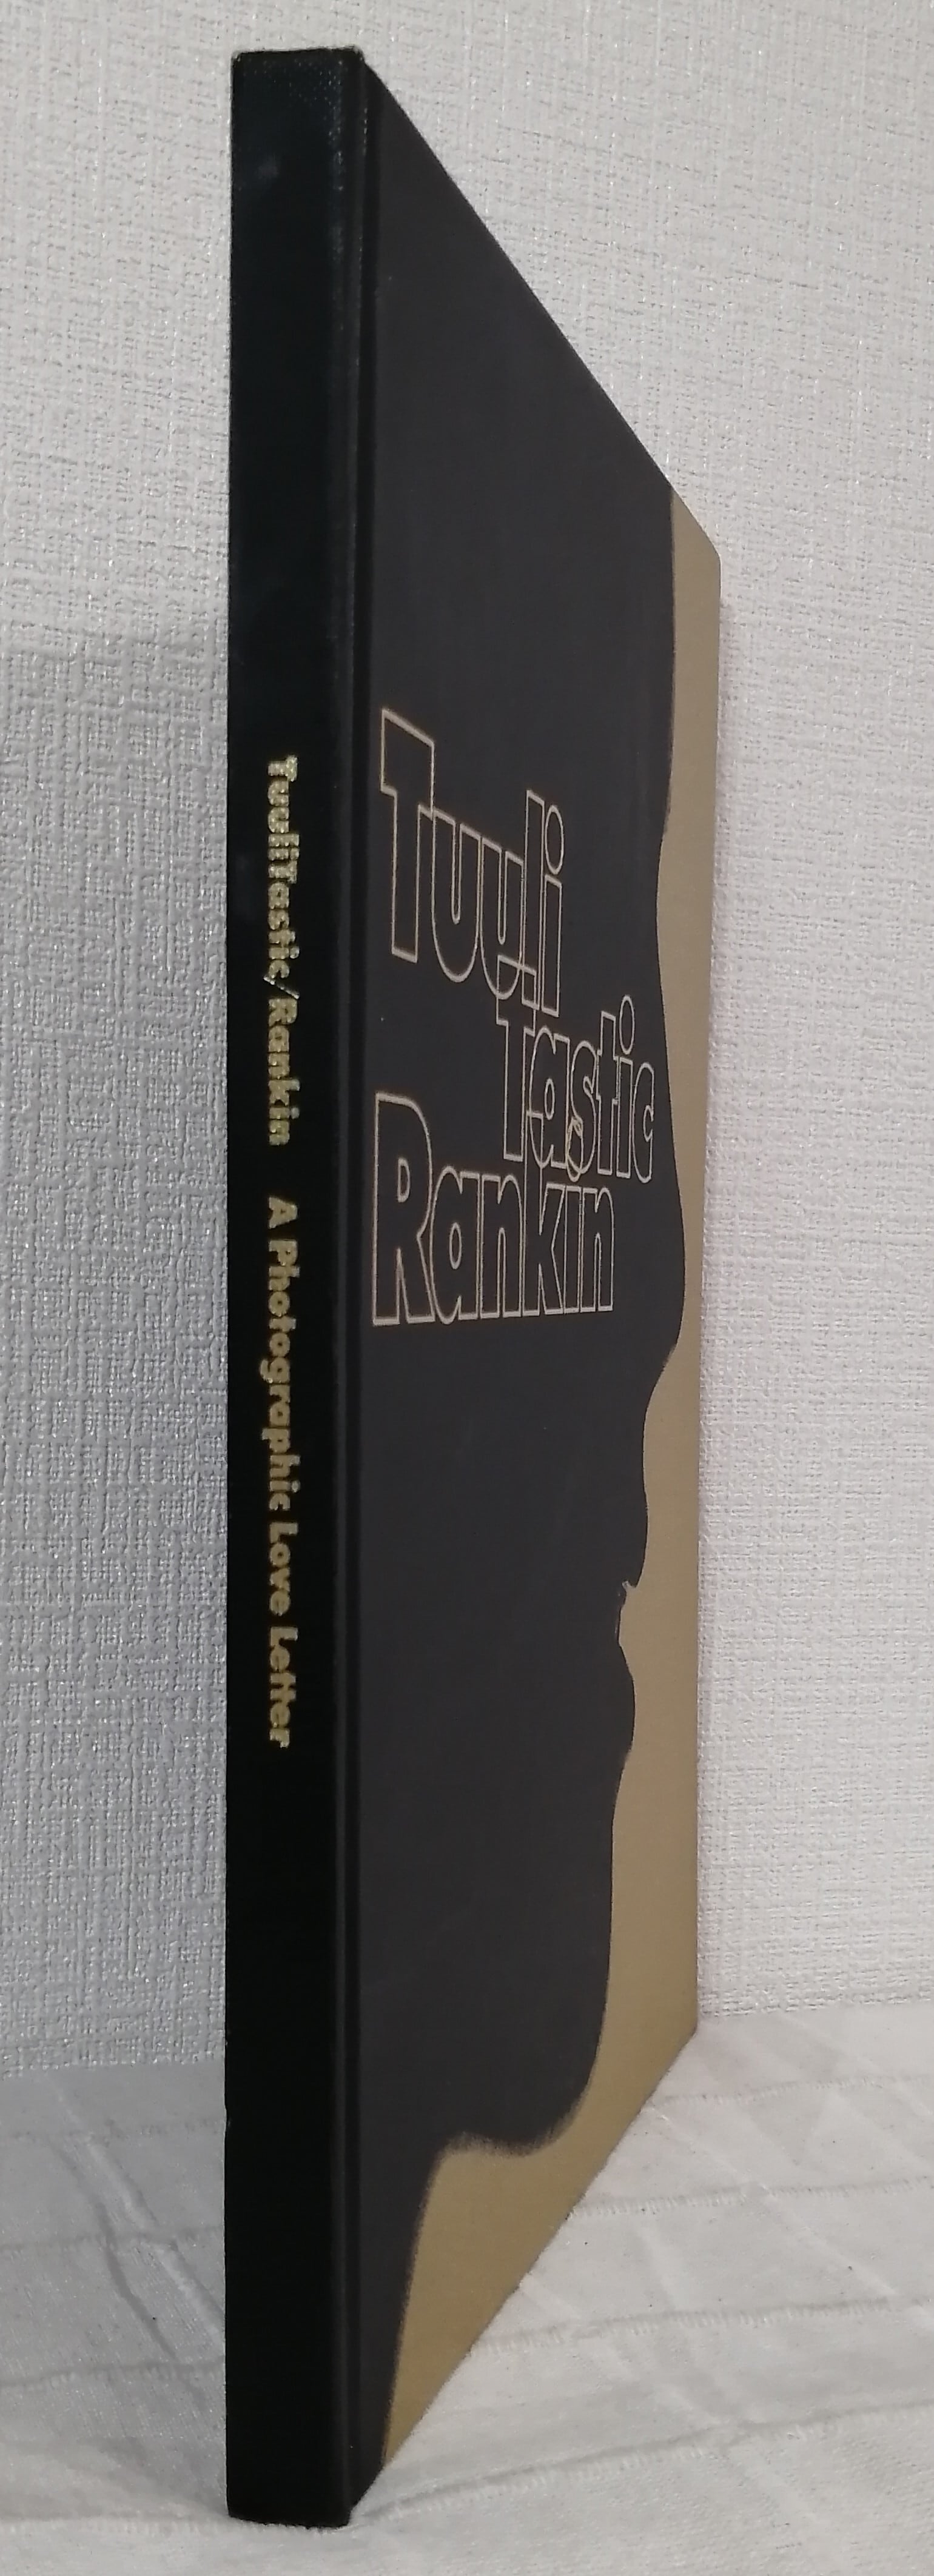 TuuliTastic/Rankin A Photographic Love Letter
Tuuli
Tastic
Rankin